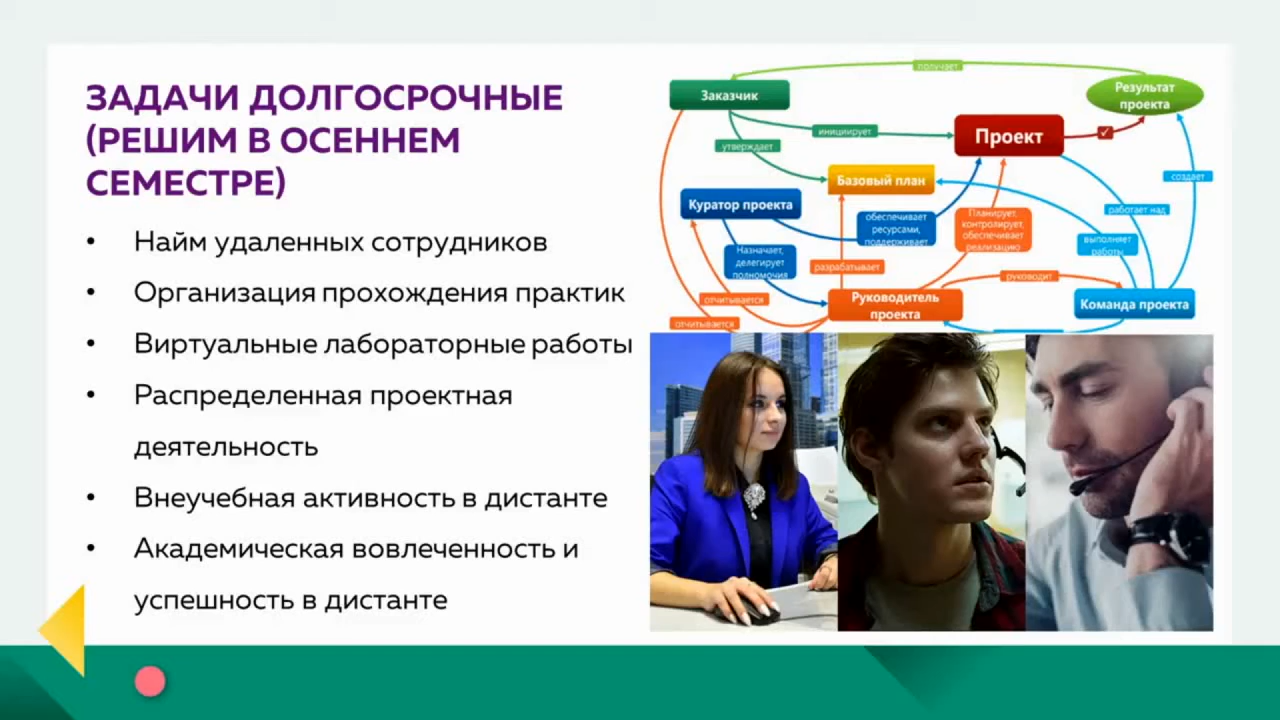 ЗАДАЧИ ДОЛГОСРОЧНЫЕ
(РЕШИМ В ОСЕННЕМ
СЕМЕСТРЕ)
• Найм удаленных сотрудников
• Организация прохождения практик
• Виртуальные лабораторные работы
• Распределенная проектная
деятельность
• Внеучебная активность в дистанте
• Академическая вовлеченность и
успешность в дистанте
получает
Заказчик
Результат
проекта
инициирует
Проект
✓
утверждает
Базовый план
создает
Куратор проекта
обеспечивает
ресурсами,
поддерживает
Планирует,
контролирует,
обеспечивает
реализацию
работает над
выполняет
работы
Назначает,
делегирует
полномочия
разрабатывает
руководит
отчитывается
Руководитель
проекта
Команда проекта
отчитывается